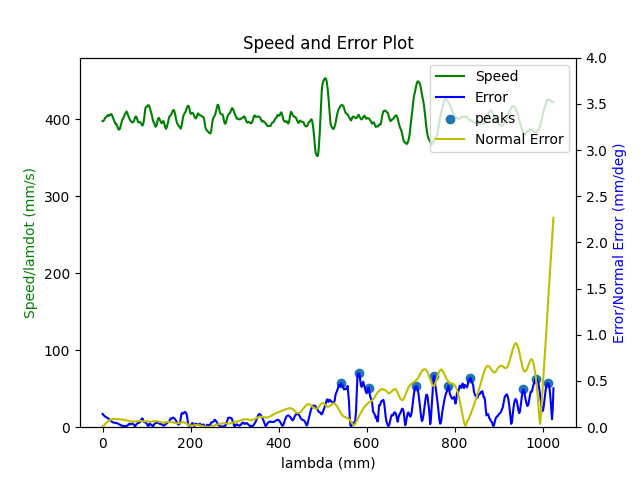 Speed and Error Plot
Speed
Error
peaks
Normal Error
Speed/lamdot (mm/s)
400
300
200
100
0
4.0
3.5
3.0
2.5
2.0
1.5
1.0
0.5
0.0
Error/Normal Error (mm/deg)
0 200 400 600 800 1000
lambda (mm)